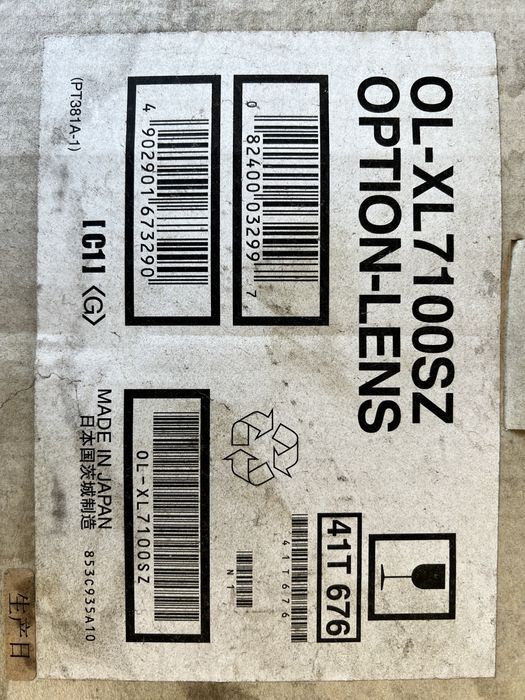 OL-XL7100SZ
OPTION-LENS
0 82400 03299 7
4 902901 673290
(PT381A-1)
[C1] <G>
41T 676
41T676
N1
OL-XL7100SZ
MADE IN JAPAN
日本国茨城制造
853C935A10
生产日